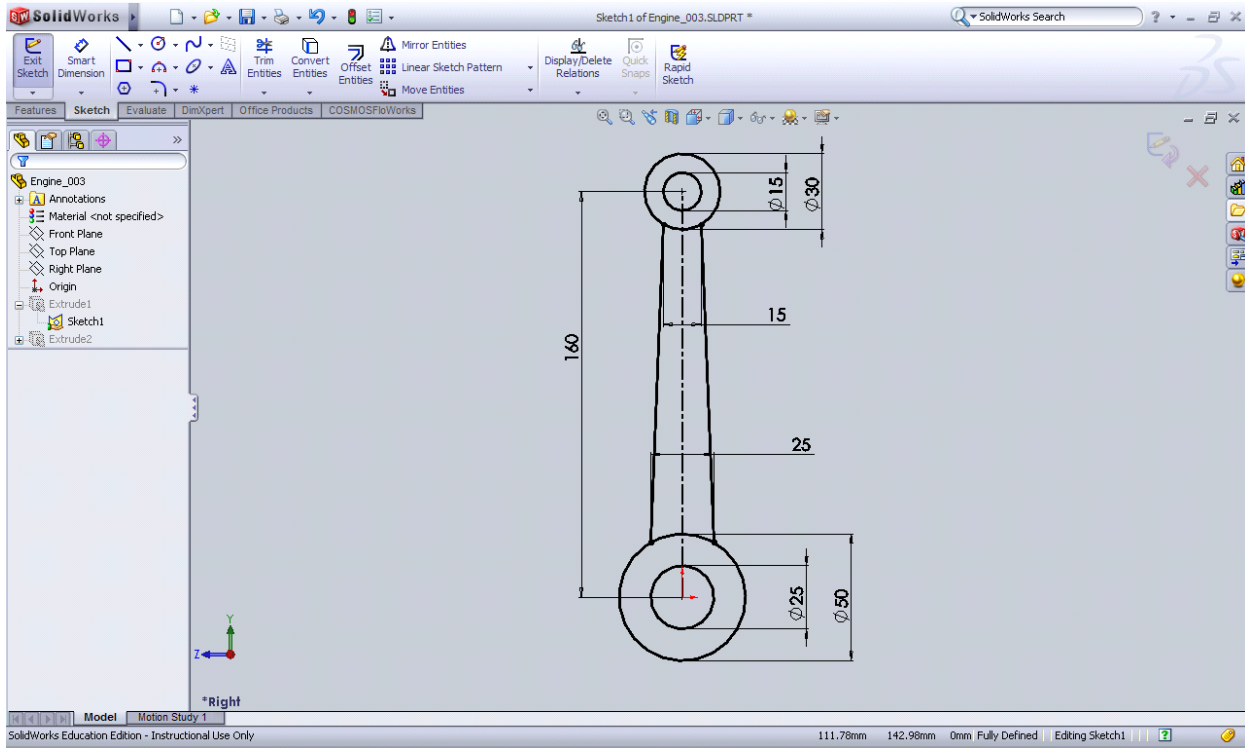 SolidWorks
Sketch1 of Engine_003.SLDPRT *
SolidWorks Search
Exit Sketch
Smart Dimension
Trim Entities
Convert Entities
Offset Entities
Mirror Entities
Linear Sketch Pattern
Move Entities
Display/Delete Relations
Quick Snaps
Rapid Sketch
Features Sketch Evaluate DimXpert Office Products COSMOSFloWorks
Engine_003
Annotations
Material <not specified>
Front Plane
Top Plane
Right Plane
Origin
Extrude1
Sketch1
Extrude2
∅15
∅30
15
160
25
∅25
∅50
Y
Z
*Right
Model Motion Study 1
SolidWorks Education Edition - Instructional Use Only
111.78mm 142.98mm 0mm Fully Defined Editing Sketch1